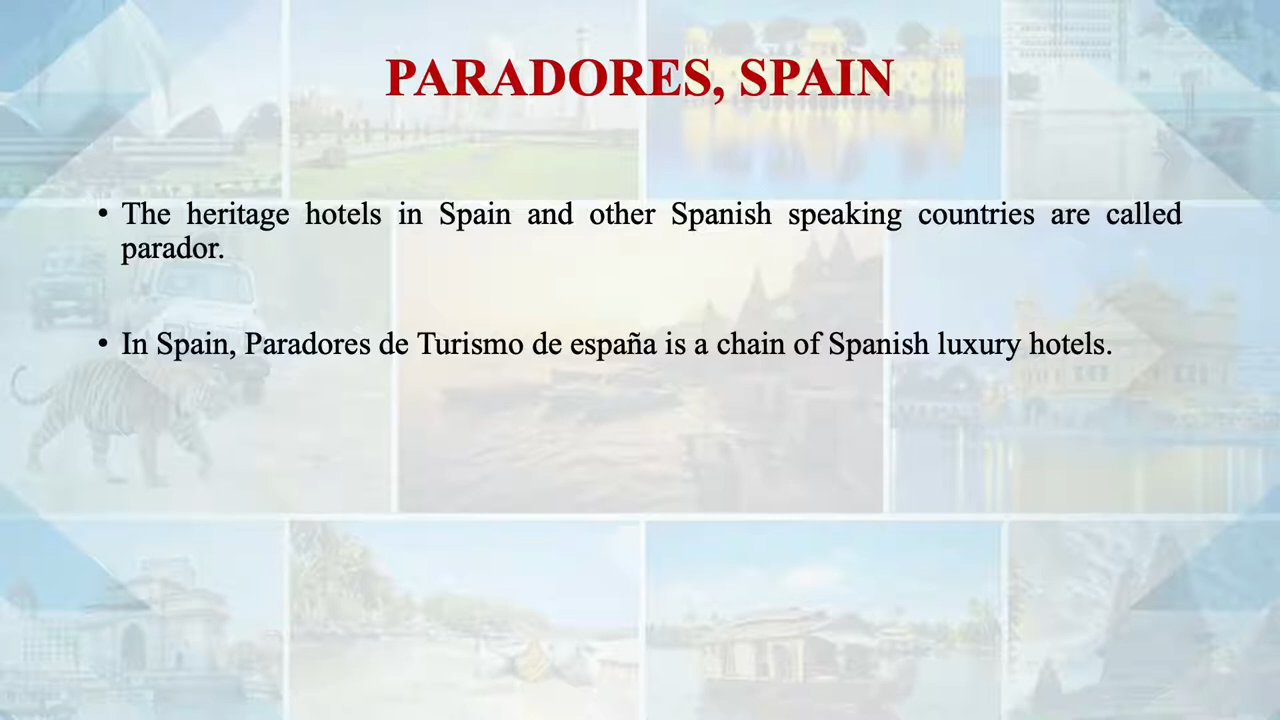 PARADORES, SPAIN
• The heritage hotels in Spain and other Spanish speaking countries are called
parador.
• In Spain, Paradores de Turismo de españa is a chain of Spanish luxury hotels.